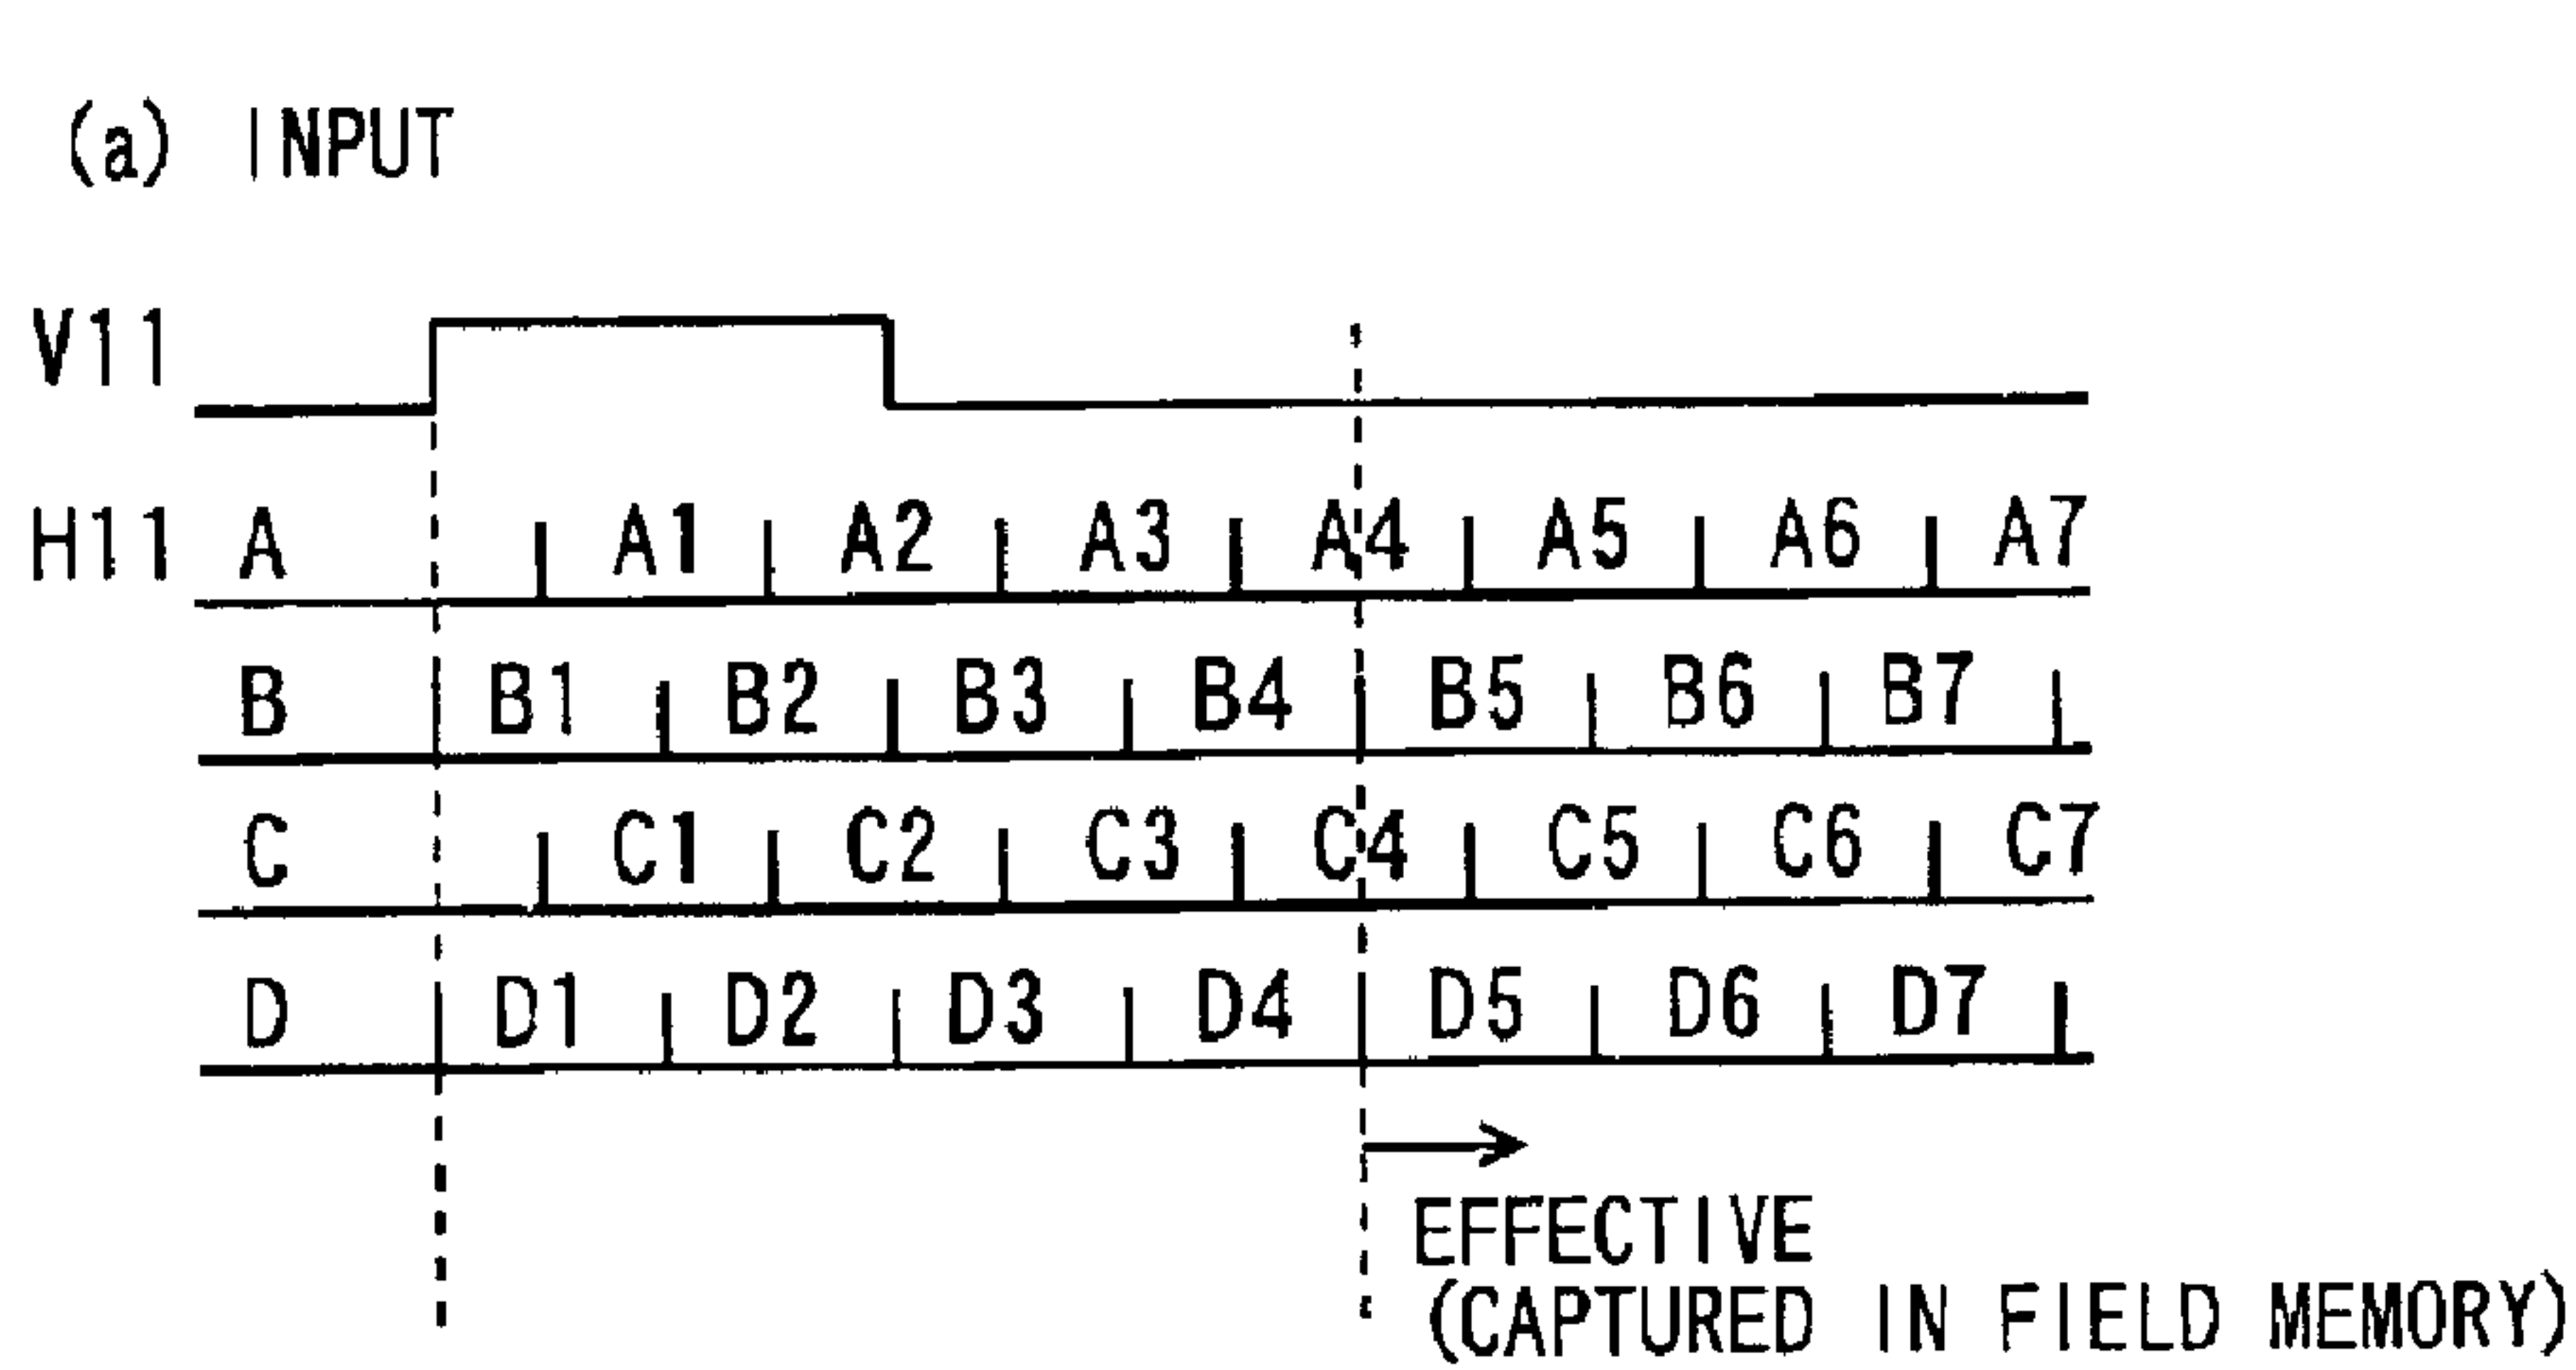 (a) INPUT
V11
H11 A A1 A2 A3 A4 A5 A6 A7
B B1 B2 B3 B4 B5 B6 B7
C C1 C2 C3 C4 C5 C6 C7
D D1 D2 D3 D4 D5 D6 D7
EFFECTIVE
(CAPTURED IN FIELD MEMORY)